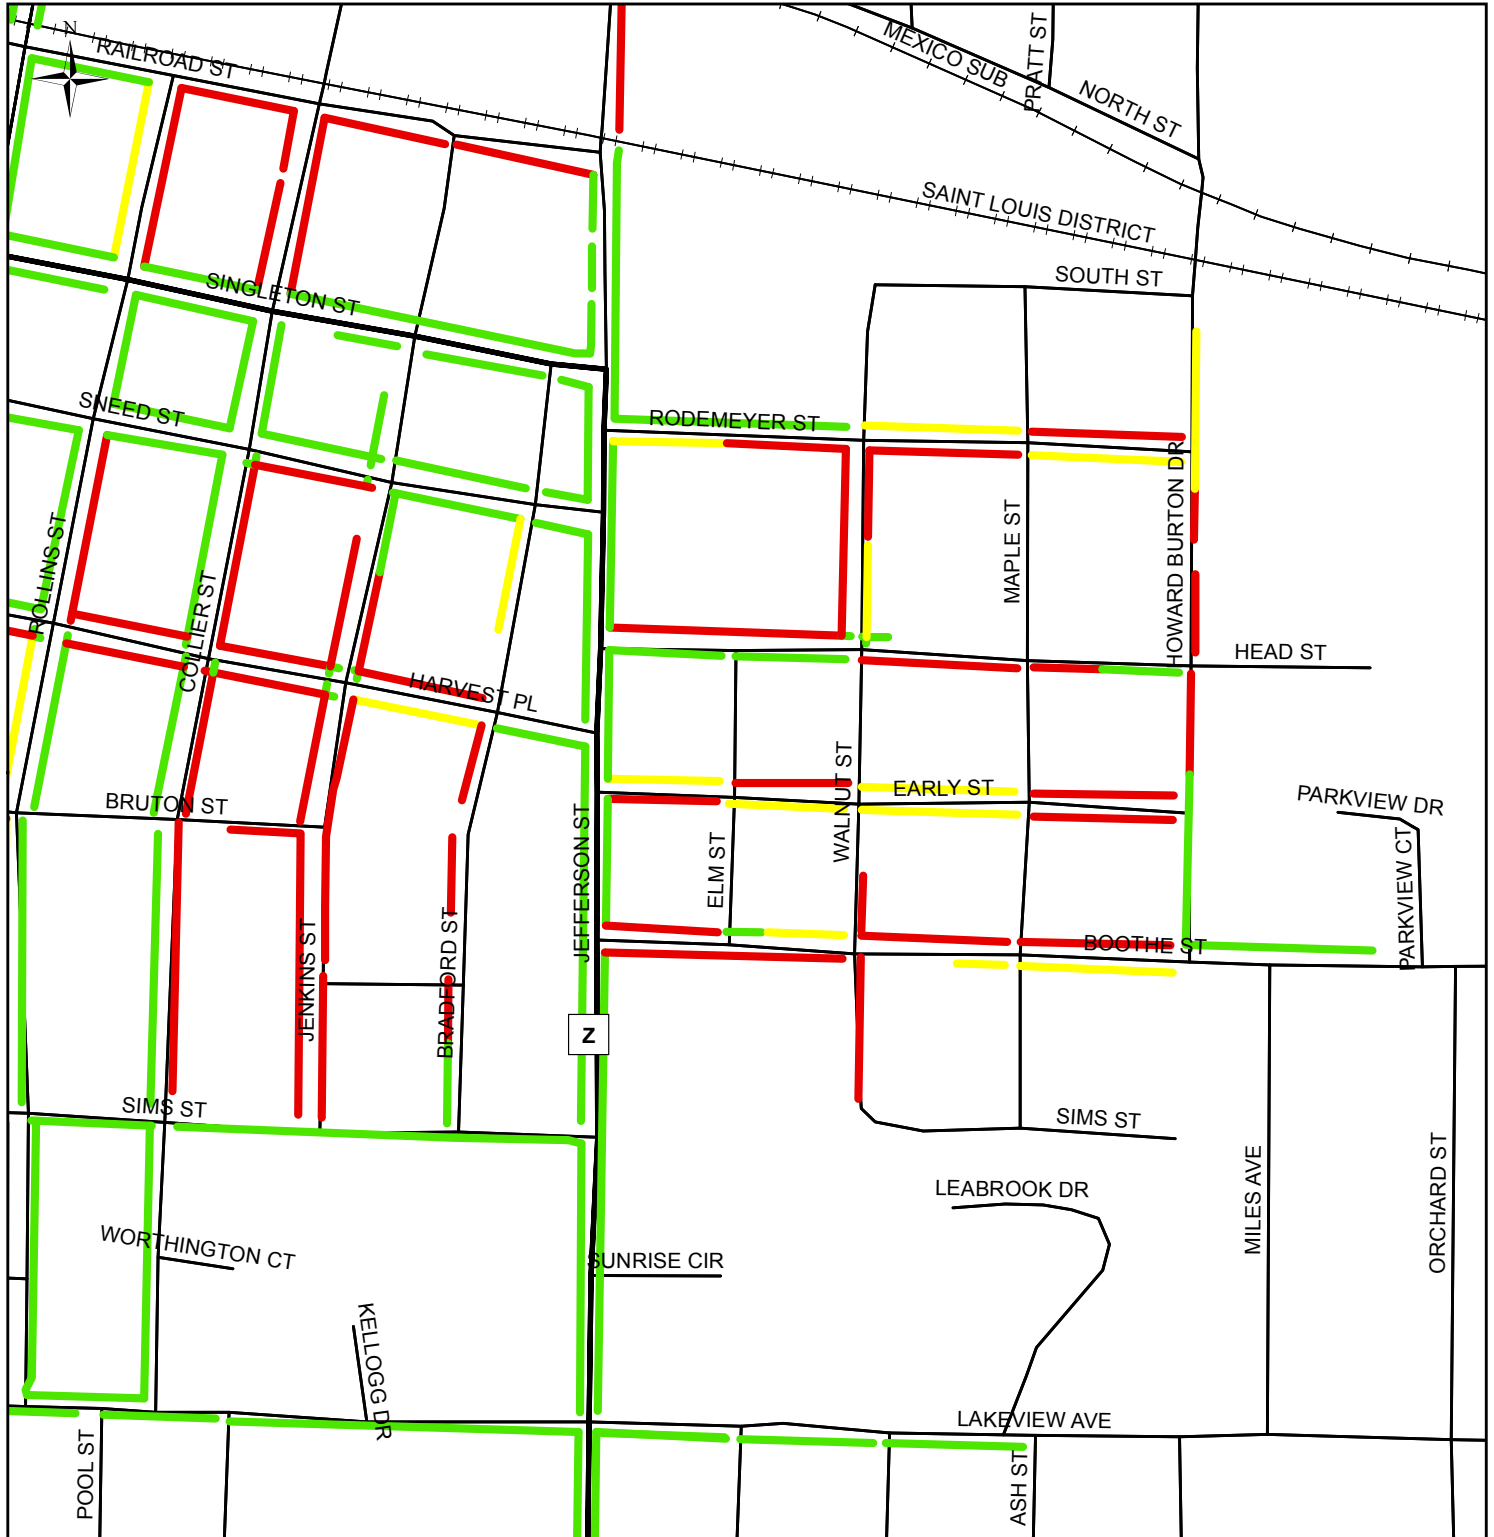 N
RAILROAD ST
MEXICO SUB
PRATT ST
NORTH ST
SAINT LOUIS DISTRICT
SOUTH ST
SINGLETON ST
SNEED ST
RODEMEYER ST
ROLLINS ST
COLLIER ST
MAPLE ST
HOWARD BURTON DR
HEAD ST
HARVEST PL
BRUTON ST
EARLY ST
WALNUT ST
PARKVIEW DR
PARKVIEW CT
ELM ST
JEFFERSON ST
JENKINS ST
BRADFORD ST
BOOTHE ST
Z
SIMS ST
SIMS ST
LEABROOK DR
MILES AVE
ORCHARD ST
WORTHINGTON CT
SUNRISE CIR
KELLOGG DR
LAKEVIEW AVE
POOL ST
ASH ST